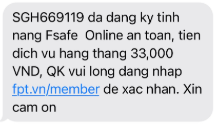 SGH669119 da dang ky tinh
nang Fsafe  Online an toan, tien
dich vu hang thang 33,000
VND, QK vui long dang nhap
fpt.vn/member de xac nhan. Xin
cam on